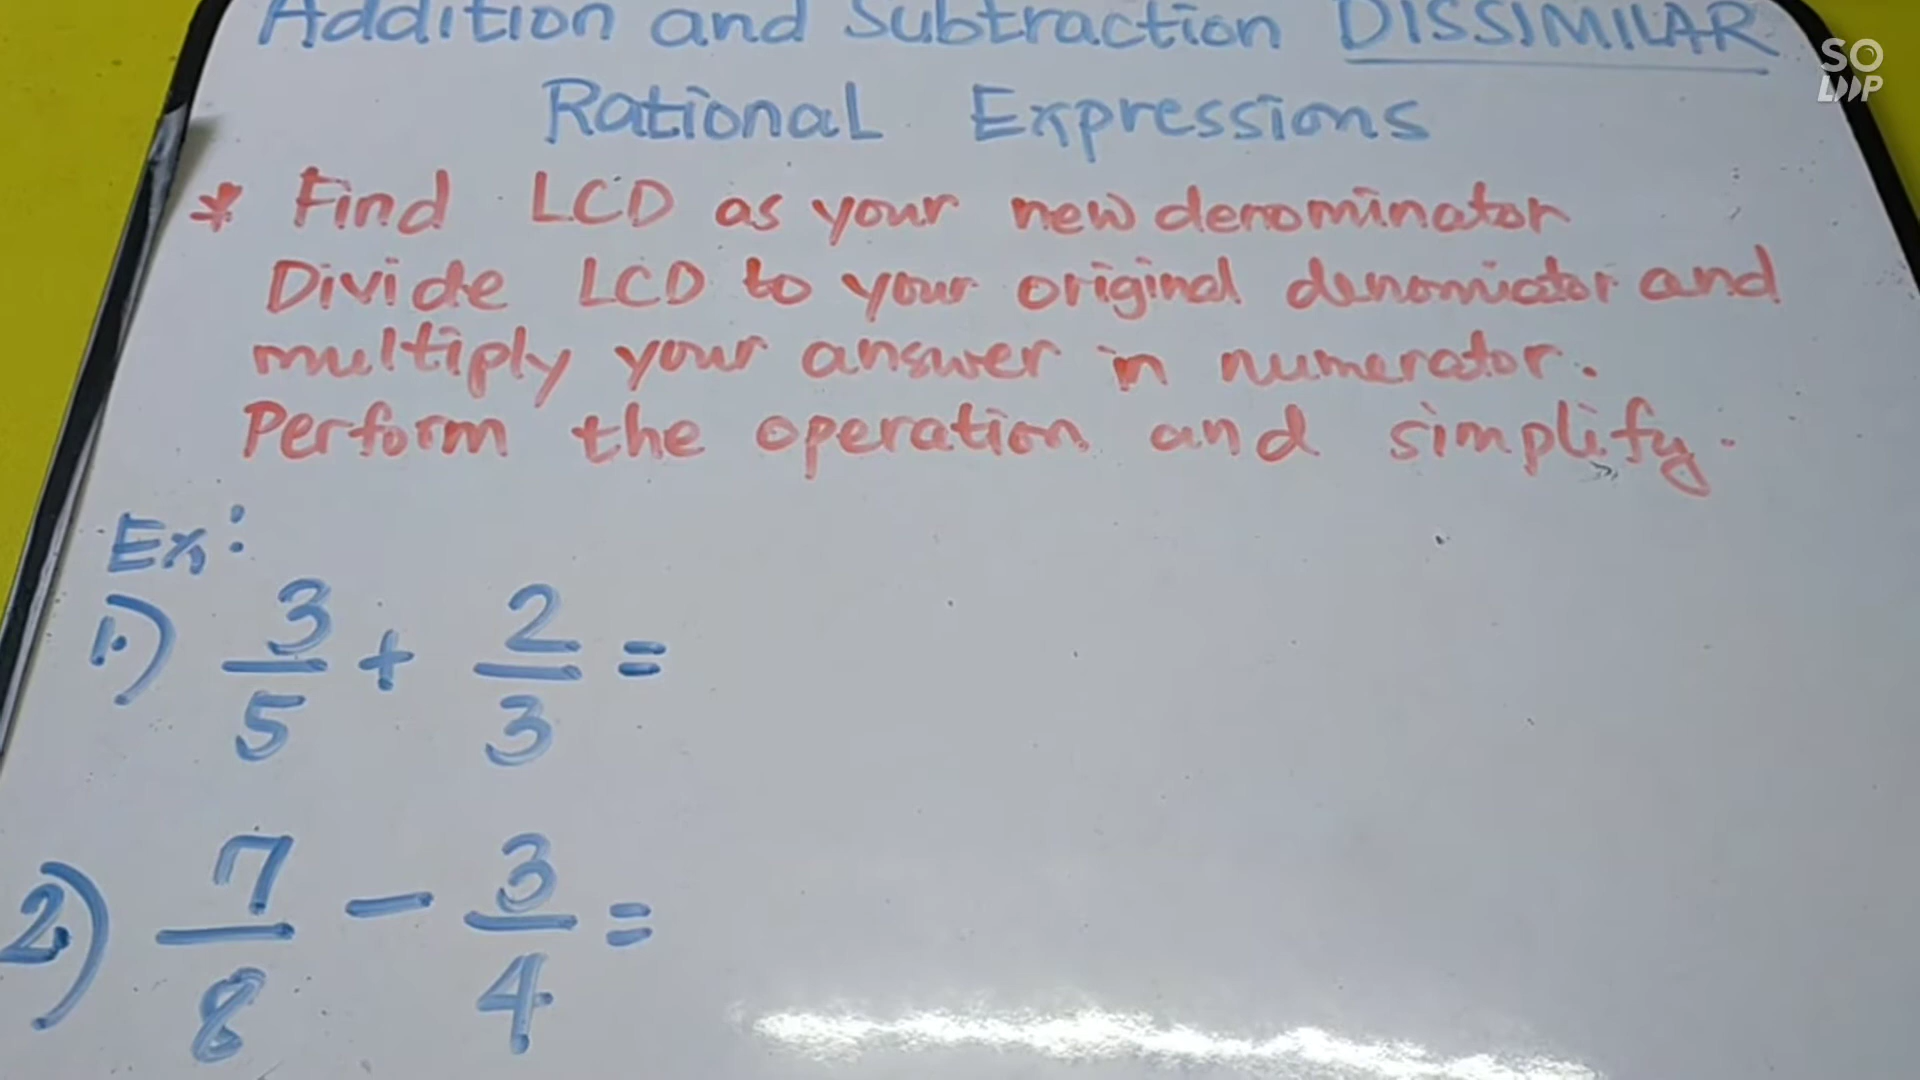 Addition and Subtraction DISSIMILAR
Rational Expressions
* Find LCD as your new denominator
Divide LCD to your original denomiator and
multiply your answer in numerator.
Perform the operation and simplify.
Ex:
1.) 3/5 + 2/3 =
2.) 7/8 - 3/4 =
SO
LOOP